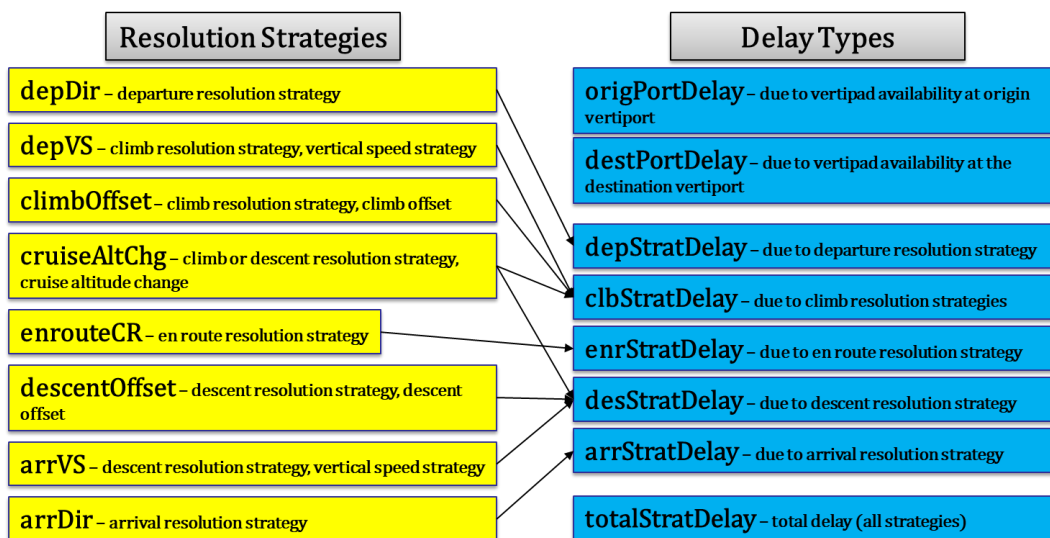 Resolution Strategies
depDir – departure resolution strategy
depVS – climb resolution strategy, vertical speed strategy
climbOffset – climb resolution strategy, climb offset
cruiseAltChg – climb or descent resolution strategy,
cruise altitude change
enrouteCR – en route resolution strategy
descentOffset – descent resolution strategy, descent
offset
arrVS – descent resolution strategy, vertical speed strategy
arrDir – arrival resolution strategy
Delay Types
origPortDelay – due to vertipad availability at origin
vertiport
destPortDelay – due to vertipad availability at the
destination vertiport
depStratDelay – due to departure resolution strategy
clbStratDelay – due to climb resolution strategies
enrStratDelay – due to en route resolution strategy
desStratDelay – due to descent resolution strategy
arrStratDelay – due to arrival resolution strategy
totalStratDelay – total delay (all strategies)